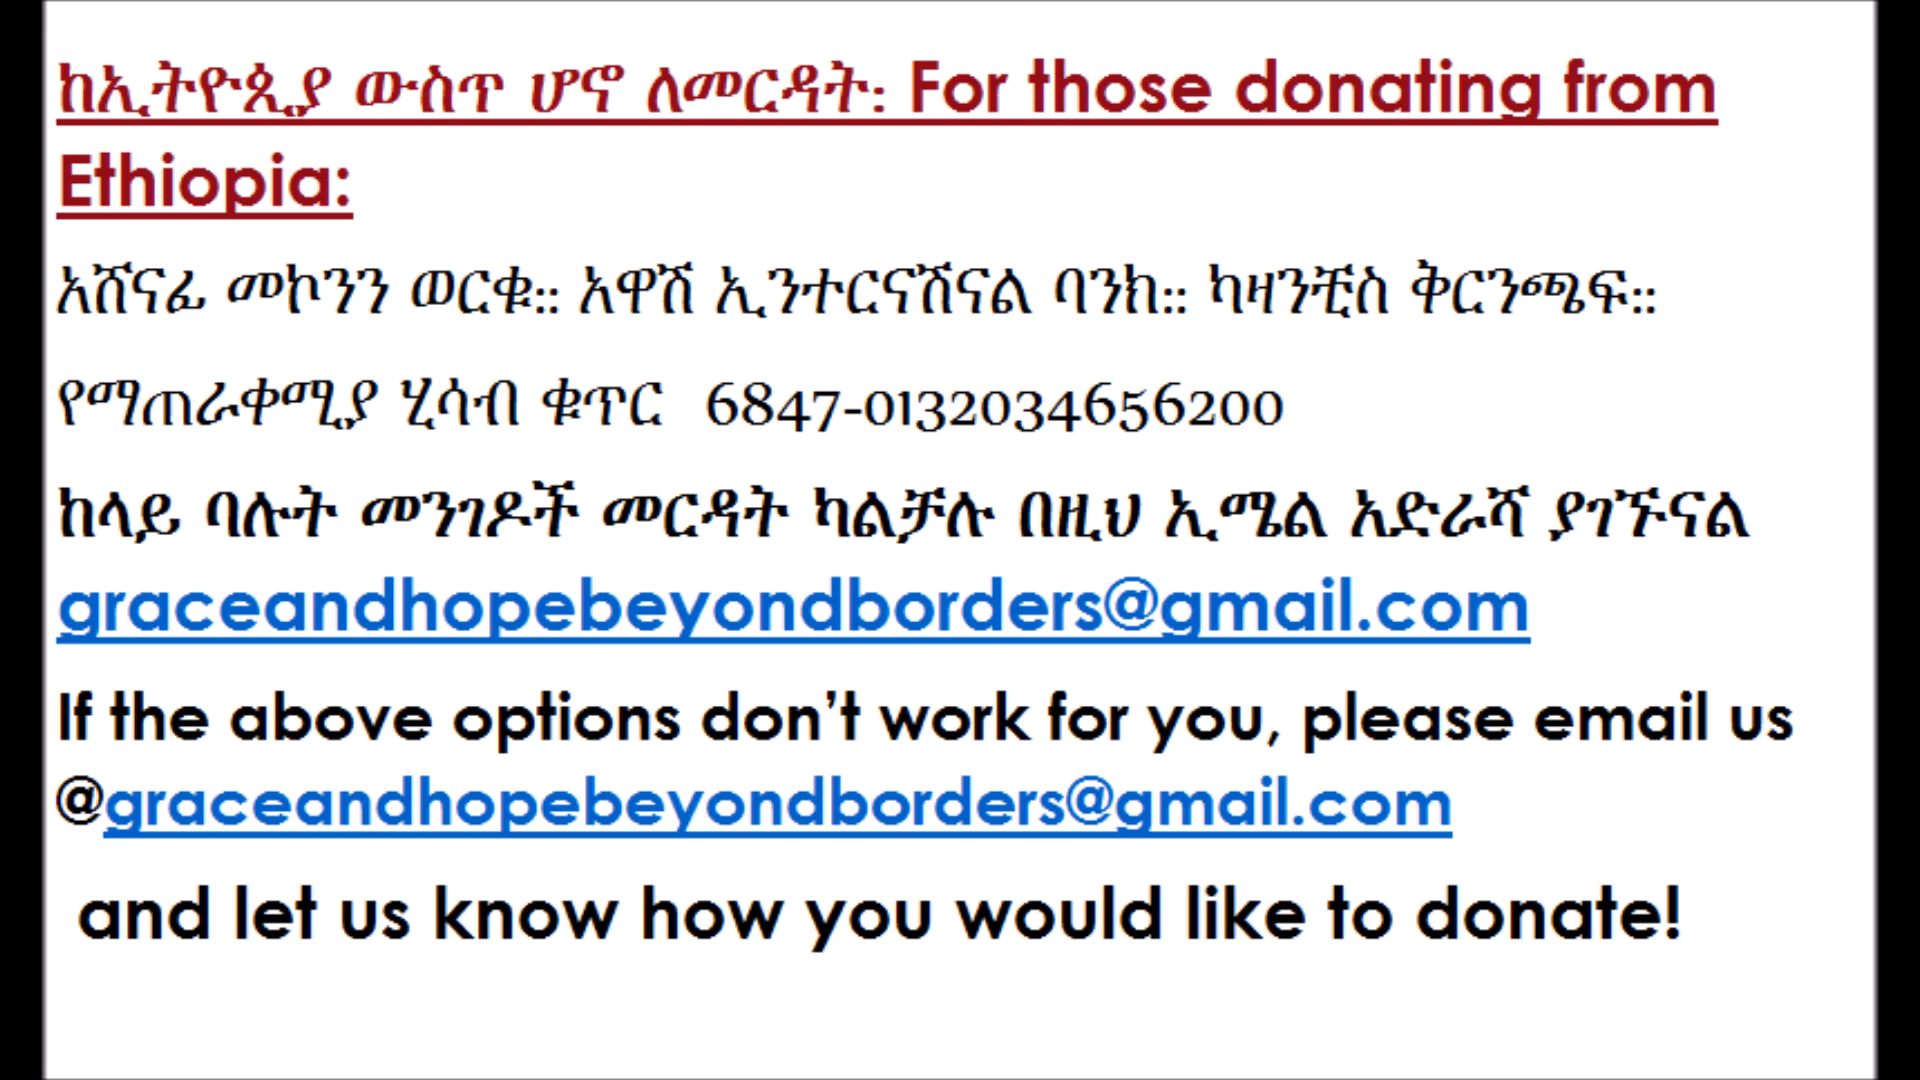 ከኢትዮጲያ ውስጥ ሆኖ ለመርዳት: For those donating from
Ethiopia:
አሸናፊ መኮንን ወርቁ። አዋሽ ኢንተርናሽናል ባንክ። ካዛንቺስ ቅርንጫፍ።
የማጠራቀሚያ ሂሳብ ቁጥር 6847-0132034656200
ከላይ ባሉት መንገዶች መርዳት ካልቻሉ በዚህ ኢሜል አድራሻ ያገኙናል
graceandhopebeyondborders@gmail.com
If the above options don’t work for you, please email us
@graceandhopebeyondborders@gmail.com
and let us know how you would like to donate!